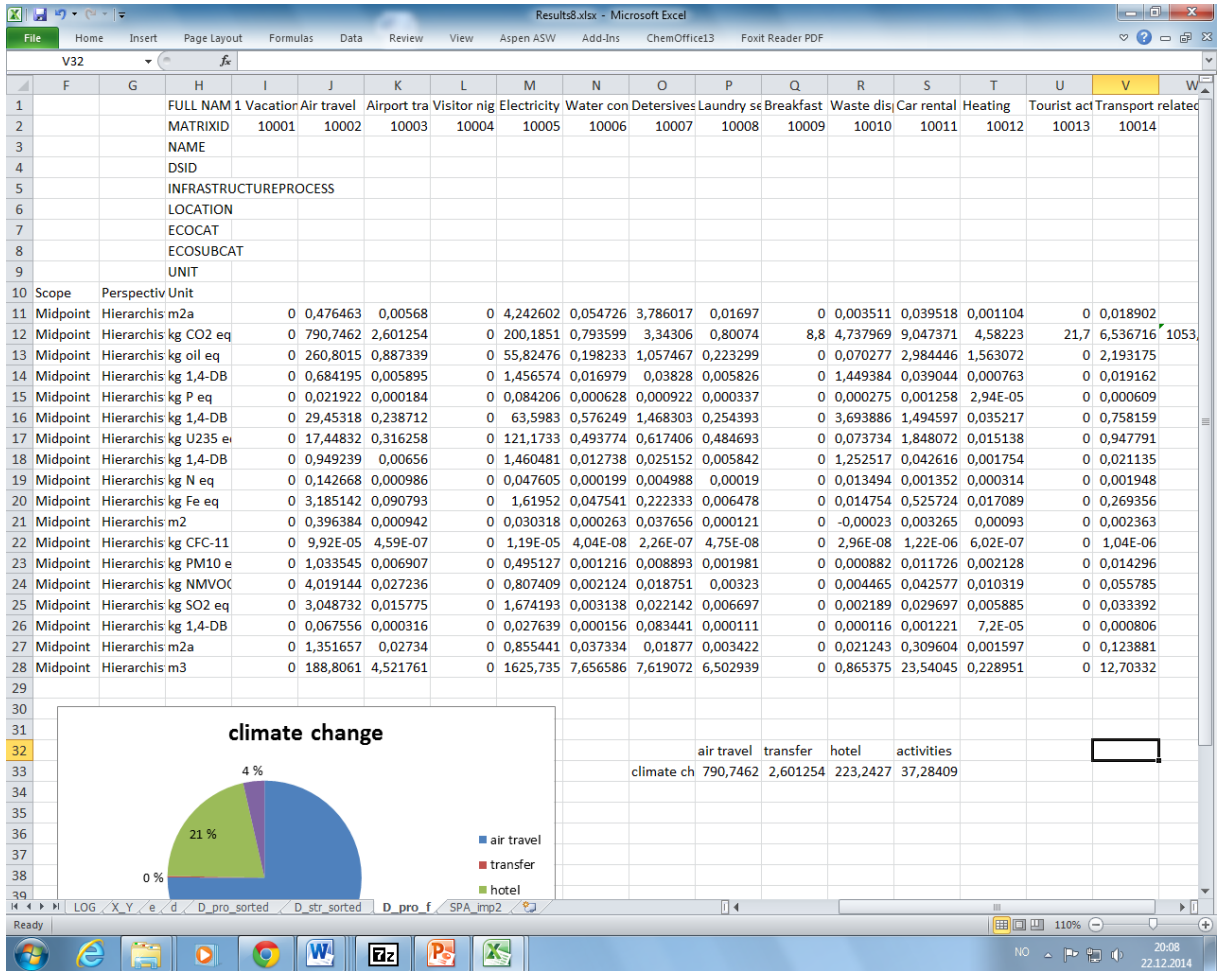 Results8.xlsx - Microsoft Excel
File Home Insert Page Layout Formulas Data Review View Aspen ASW Add-Ins ChemOffice13 Foxit Reader PDF
V32 fx
F G H I J K L M N O P Q R S T U V W
1 FULL NAM 1 Vacation Air travel Airport tra Visitor nig Electricity Water con Detersives Laundry se Breakfast Waste dis Car rental Heating Tourist act Transport related
2 MATRIXID 10001 10002 10003 10004 10005 10006 10007 10008 10009 10010 10011 10012 10013 10014
3 NAME
4 DSID
5 INFRASTRUCTUREPROCESS
6 LOCATION
7 ECOCAT
8 ECOSUBCAT
9 UNIT
10 Scope Perspectiv Unit
11 Midpoint Hierarchis m2a 0 0,476463 0,00568 0 4,242602 0,054726 3,786017 0,01697 0 0,003511 0,039518 0,001104 0 0,018902
12 Midpoint Hierarchis kg CO2 eq 0 790,7462 2,601254 0 200,1851 0,793599 3,34306 0,80074 8,8 4,737969 9,047371 4,58223 21,7 6,536716 1053,
13 Midpoint Hierarchis kg oil eq 0 260,8015 0,887339 0 55,82476 0,198233 1,057467 0,223299 0 0,070277 2,984446 1,563072 0 2,193175
14 Midpoint Hierarchis kg 1,4-DB 0 0,684195 0,005895 0 1,456574 0,016979 0,03828 0,005826 0 1,449384 0,039044 0,000763 0 0,019162
15 Midpoint Hierarchis kg P eq 0 0,021922 0,000184 0 0,084206 0,000628 0,000922 0,000337 0 0,000275 0,001258 2,94E-05 0 0,000609
16 Midpoint Hierarchis kg 1,4-DB 0 29,45318 0,238712 0 63,5983 0,576249 1,468303 0,254393 0 3,693886 1,494597 0,035217 0 0,758159
17 Midpoint Hierarchis kg U235 e 0 17,44832 0,316258 0 121,1733 0,493774 0,617406 0,484693 0 0,073734 1,848072 0,015138 0 0,947791
18 Midpoint Hierarchis kg 1,4-DB 0 0,949239 0,00656 0 1,460481 0,012738 0,025152 0,005842 0 1,252517 0,042616 0,001754 0 0,021135
19 Midpoint Hierarchis kg N eq 0 0,142668 0,000986 0 0,047605 0,000199 0,004988 0,00019 0 0,013494 0,001352 0,000314 0 0,001948
20 Midpoint Hierarchis kg Fe eq 0 3,185142 0,090793 0 1,61952 0,047541 0,222333 0,006478 0 0,014754 0,525724 0,017089 0 0,269356
21 Midpoint Hierarchis m2 0 0,396384 0,000942 0 0,030318 0,000263 0,037656 0,000121 0 -0,00023 0,003265 0,00093 0 0,002363
22 Midpoint Hierarchis kg CFC-11 0 9,92E-05 4,59E-07 0 1,19E-05 4,04E-08 2,26E-07 4,75E-08 0 2,96E-08 1,22E-06 6,02E-07 0 1,04E-06
23 Midpoint Hierarchis kg PM10 e 0 1,033545 0,006907 0 0,495127 0,001216 0,008893 0,001981 0 0,000882 0,011726 0,002128 0 0,014296
24 Midpoint Hierarchis kg NMVOC 0 4,019144 0,027236 0 0,807409 0,002124 0,018751 0,00323 0 0,004465 0,042577 0,010319 0 0,055785
25 Midpoint Hierarchis kg SO2 eq 0 3,048732 0,015775 0 1,674193 0,003138 0,022142 0,006697 0 0,002189 0,029697 0,005885 0 0,033392
26 Midpoint Hierarchis kg 1,4-DB 0 0,067556 0,000316 0 0,027639 0,000156 0,083441 0,000111 0 0,000116 0,001221 7,2E-05 0 0,000806
27 Midpoint Hierarchis m2a 0 1,351657 0,02734 0 0,855441 0,037334 0,01877 0,003422 0 0,021243 0,309604 0,001597 0 0,123881
28 Midpoint Hierarchis m3 0 188,8061 4,521761 0 1625,735 7,656586 7,619072 6,502939 0 0,865375 23,54045 0,228951 0 12,70332
29
30
31 climate change
32 air travel transfer hotel activities
33 4 % climate ch 790,7462 2,601254 223,2427 37,28409
34
35
36 21 % air travel
37 transfer
38 0 %
39 hotel
LOG X_Y e d D_pro_sorted D_str_sorted D_pro_f SPA_imp2
Ready 110%
NO 20:08
22.12.2014